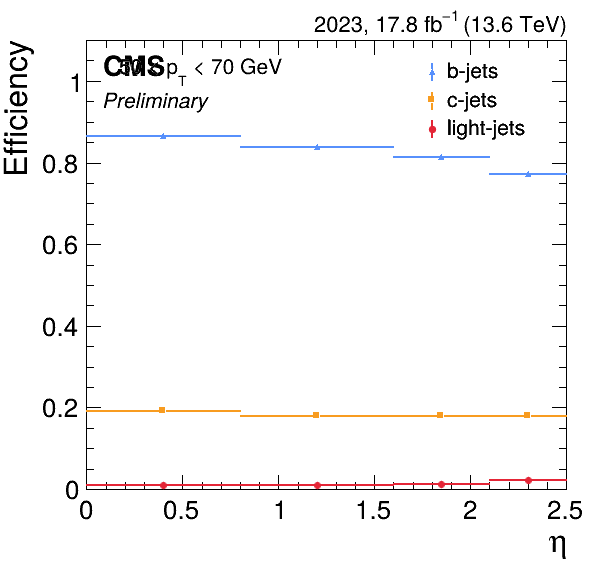 2023, 17.8 fb⁻¹ (13.6 TeV)
CMS
p_T < 70 GeV
Preliminary
b-jets
c-jets
light-jets
Efficiency
1
0.8
0.6
0.4
0.2
0
0 0.5 1 1.5 2 2.5
η